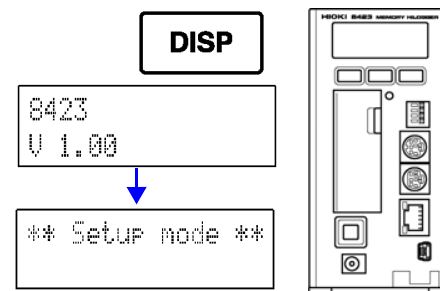 DISP
8423
V 1.00
** Setup mode **
HIOKI 8423 MEMORY HiLOGGER